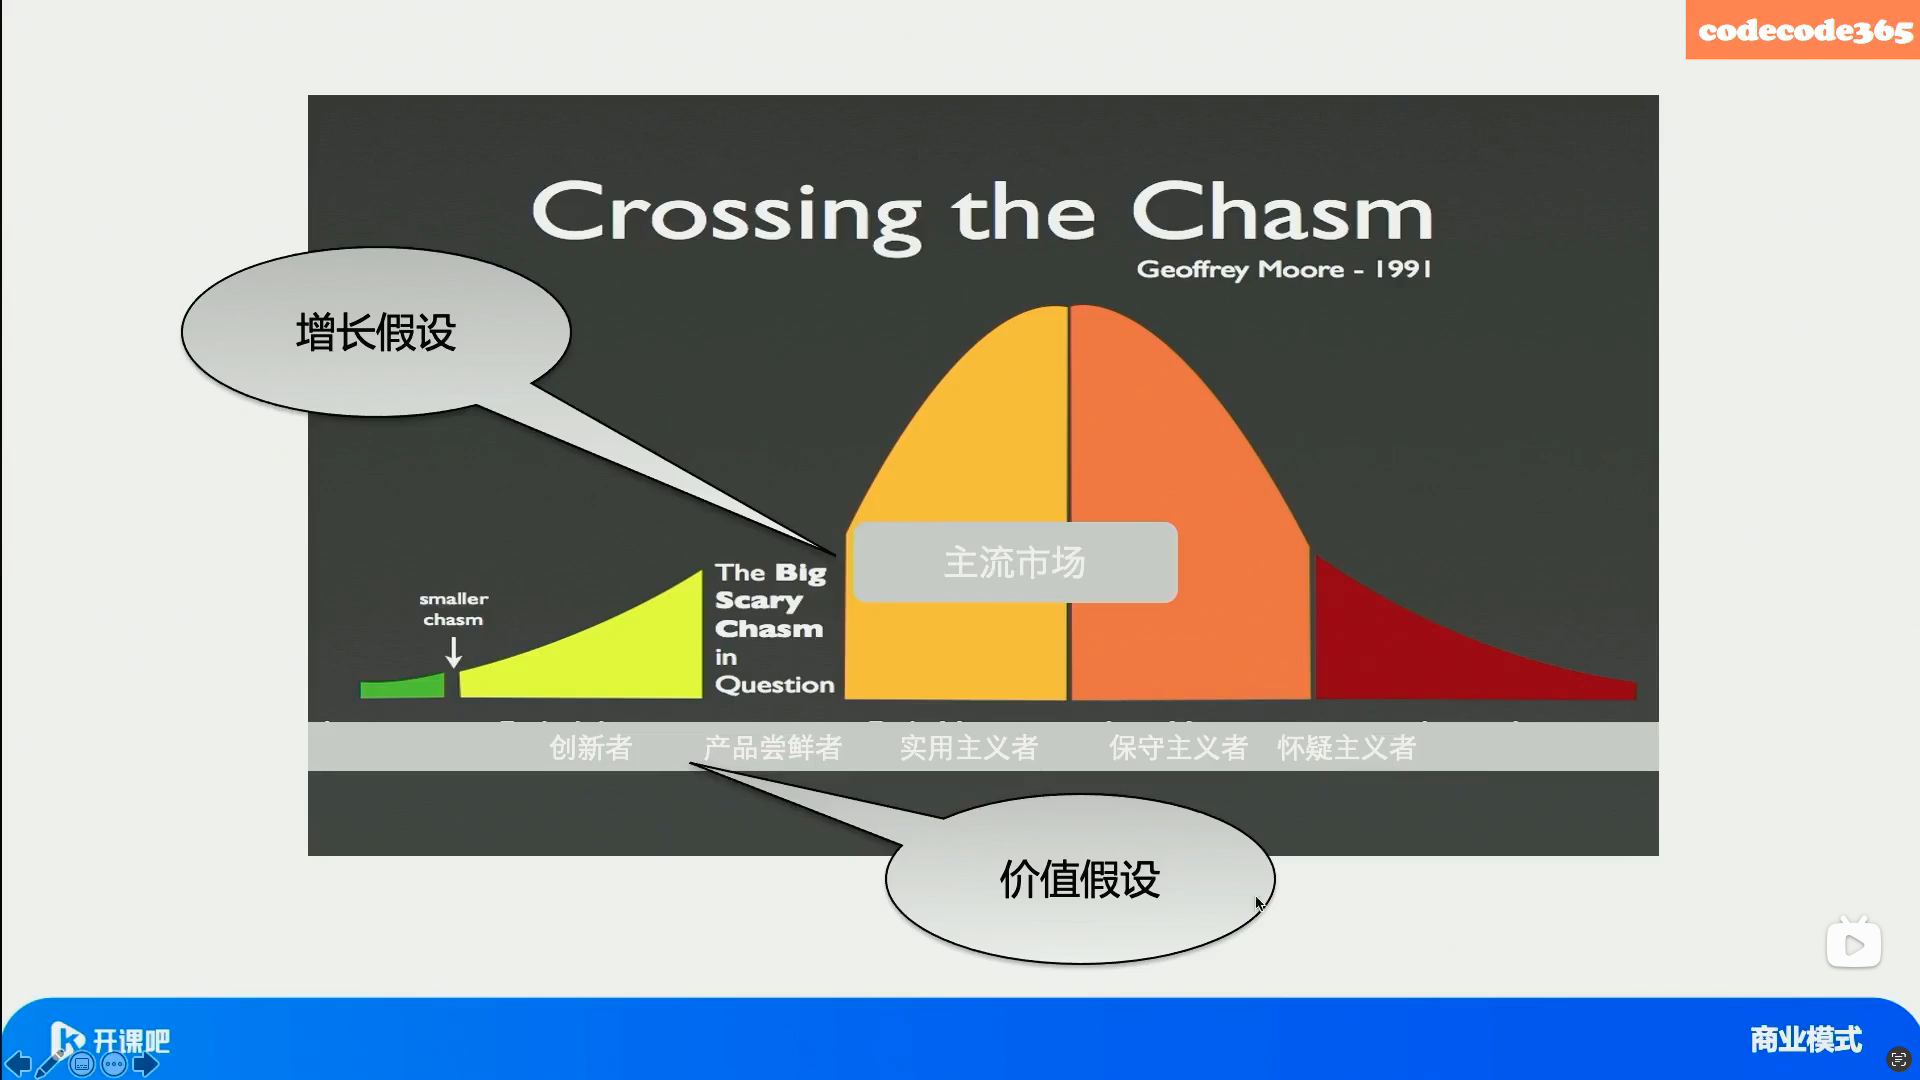 codecode365
Crossing the Chasm
Geoffrey Moore - 1991
增长假设
主流市场
The Big
Scary
Chasm
in
Question
smaller
chasm
创新者 产品尝鲜者 实用主义者 保守主义者 怀疑主义者
价值假设
开课吧
商业模式